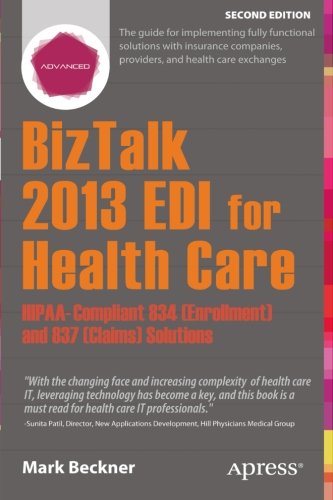 SECOND EDITION
The guide for implementing fully functional
solutions with insurance companies,
providers, and health care exchanges
ADVANCED
BizTalk
2013 EDI for
Health Care
HIPAA-Compliant 834 (Enrollment)
and 837 (Claims) Solutions
"With the changing face and increasing complexity of health care
IT, leveraging technology has become a key, and this book is a
must read for health care IT professionals."
-Sunita Patil, Director, New Applications Development, Hill Physicians Medical Group
Mark Beckner
Apress®